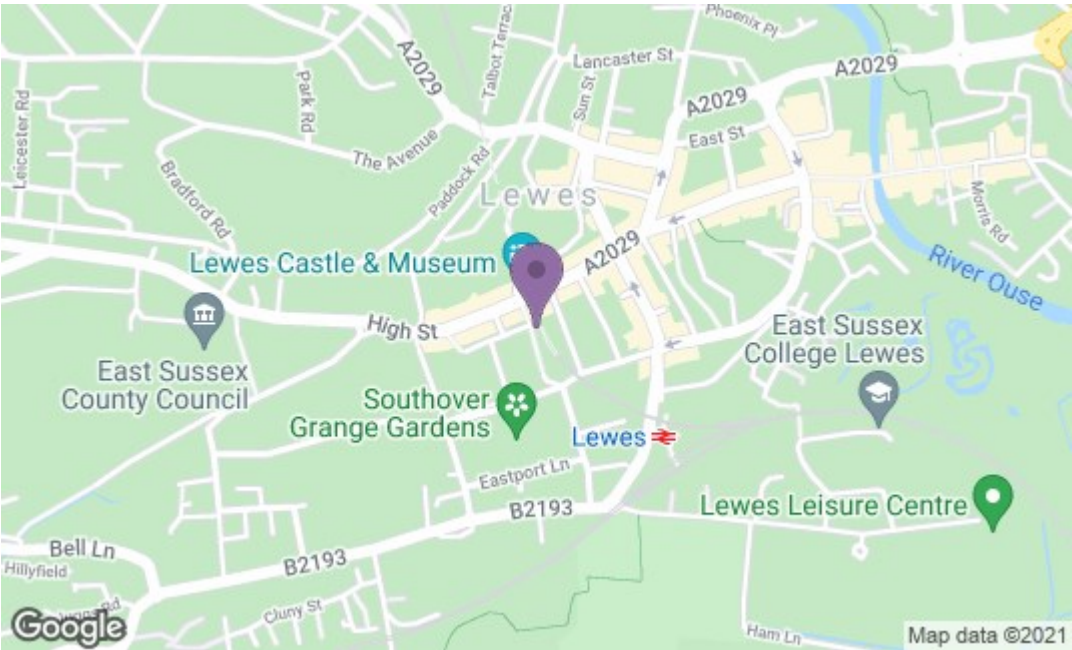 Phoenix Pl
Talbot Terrac
A2029
Lancaster St
A2029
Park Rd
Sun St
A2029
Leicester Rd
East St
The Avenue
Bradford Rd
Paddock Rd
Lewes
Morris Rd
Lewes Castle & Museum
A2029
River Ouse
High St
East Sussex
College Lewes
East Sussex
County Council
Southover
Grange Gardens
Lewes
Eastport Ln
B2193
Lewes Leisure Centre
Bell Ln
B2193
Hillyfield
Cluny St
Ham Ln
Google
Map data ©2021